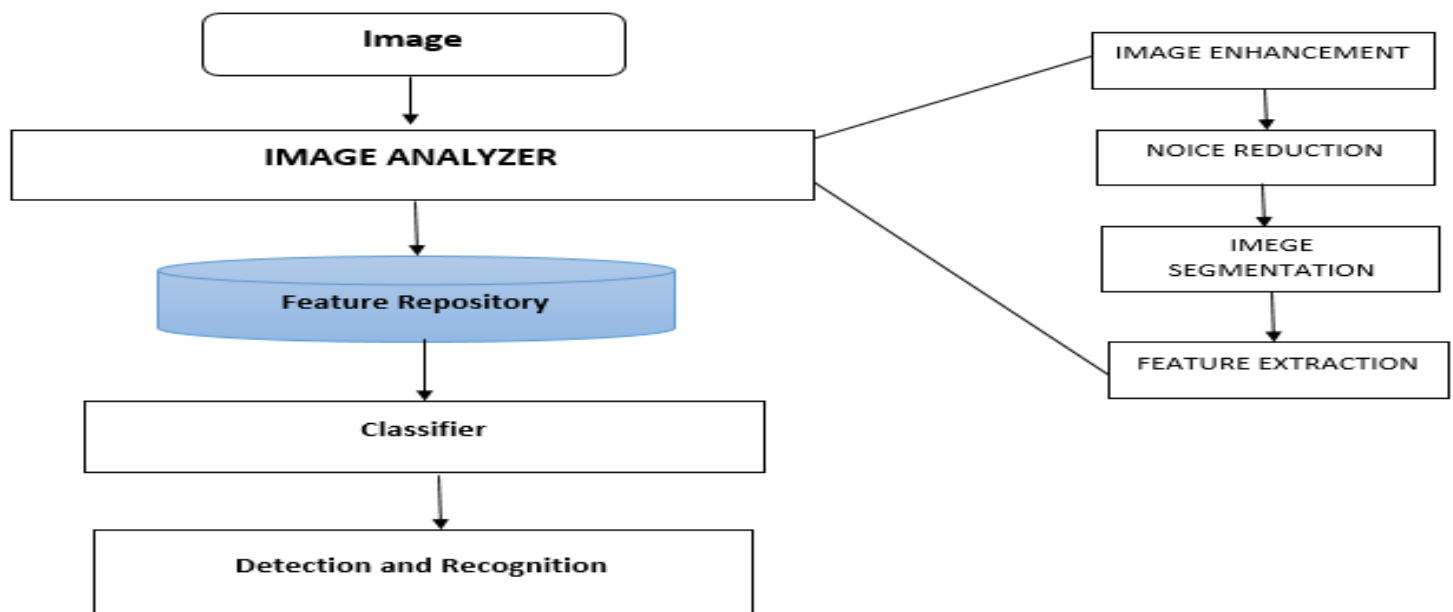 Image
IMAGE ANALYZER
Feature Repository
Classifier
Detection and Recognition
IMAGE ENHANCEMENT
NOICE REDUCTION
IMEGE
SEGMENTATION
FEATURE EXTRACTION